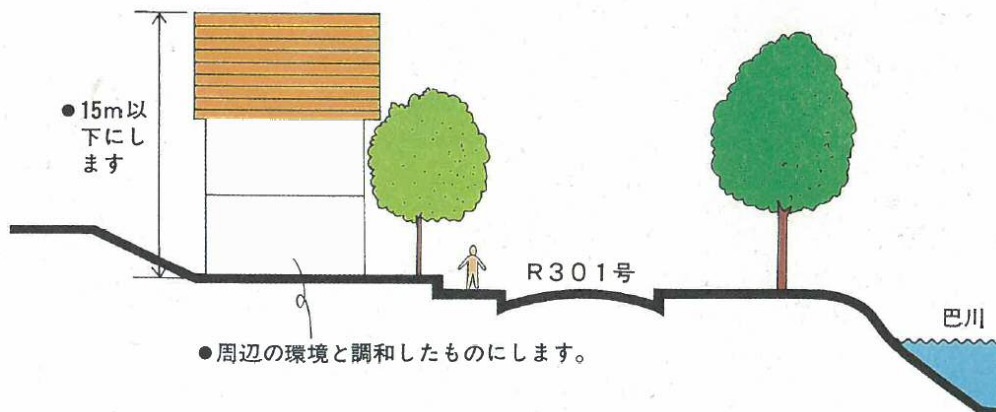 ●15m以
下にし
ます
R301号
巴川
●周辺の環境と調和したものにします。